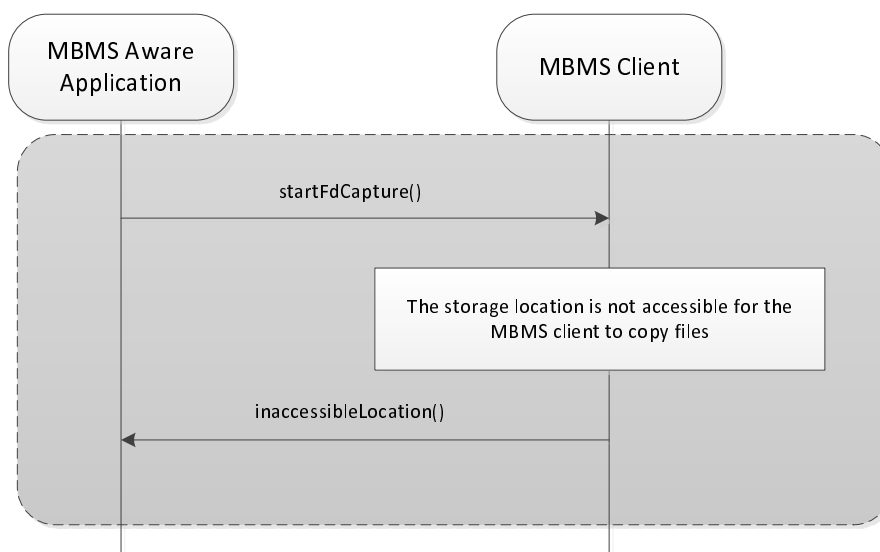 MBMS Aware
Application
MBMS Client
startFdCapture()
The storage location is not accessible for the
MBMS client to copy files
inaccessibleLocation()